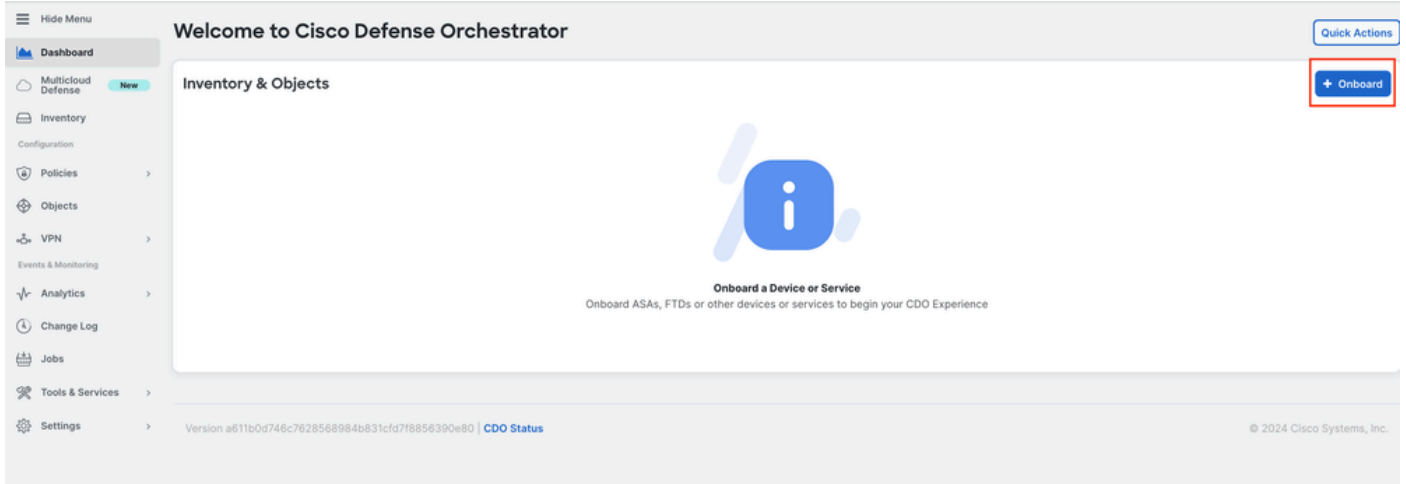 Hide Menu
Dashboard
Multicloud
Defense
New
Inventory
Configuration
Policies
Objects
VPN
Events & Monitoring
Analytics
Change Log
Jobs
Tools & Services
Settings
Welcome to Cisco Defense Orchestrator
Quick Actions
Inventory & Objects
+ Onboard
Onboard a Device or Service
Onboard ASAs, FTDs or other devices or services to begin your CDO Experience
Version a611b0d746c7628568984b831cfd7f8856390e80 | CDO Status
© 2024 Cisco Systems, Inc.